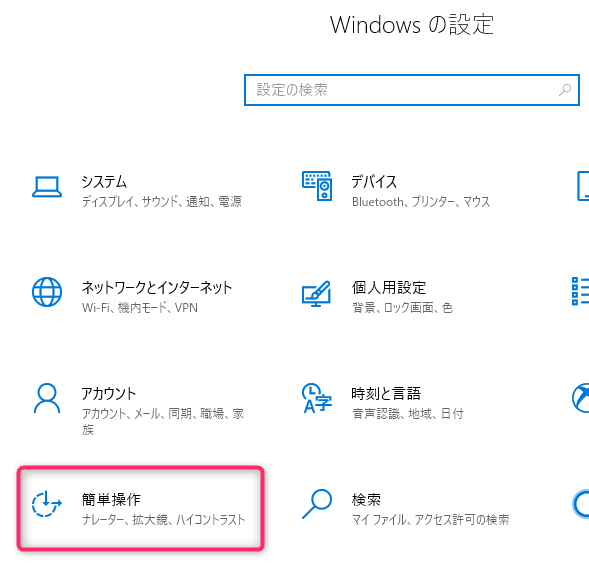 Windows の設定
設定の検索
システム
ディスプレイ、サウンド、通知、電源
デバイス
Bluetooth、プリンター、マウス
ネットワークとインターネット
Wi-Fi、機内モード、VPN
個人用設定
背景、ロック画面、色
アカウント
アカウント、メール、同期、職場、家
族
時刻と言語
音声認識、地域、日付
簡単操作
ナレーター、拡大鏡、ハイコントラスト
検索
マイ ファイル、アクセス許可の検索